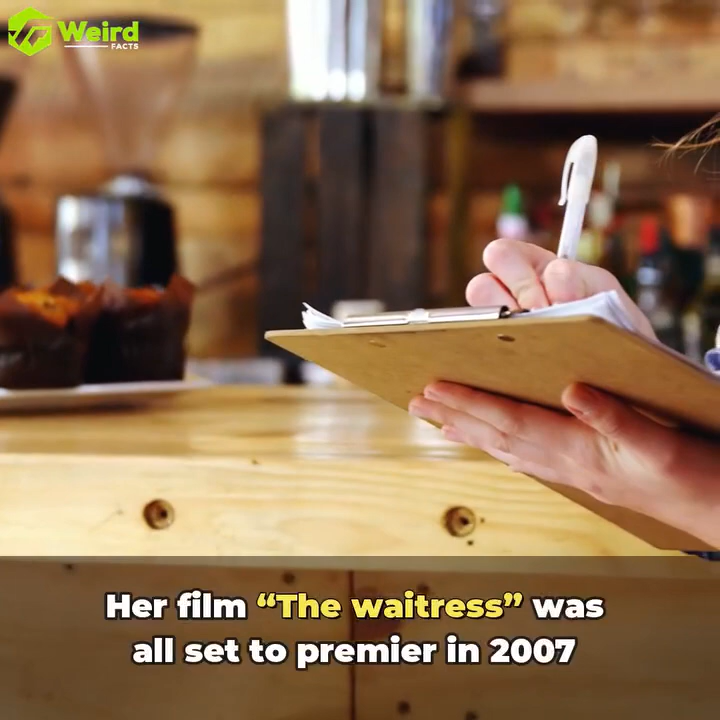 Weird
FACTS
Her film “The waitress” was
all set to premier in 2007